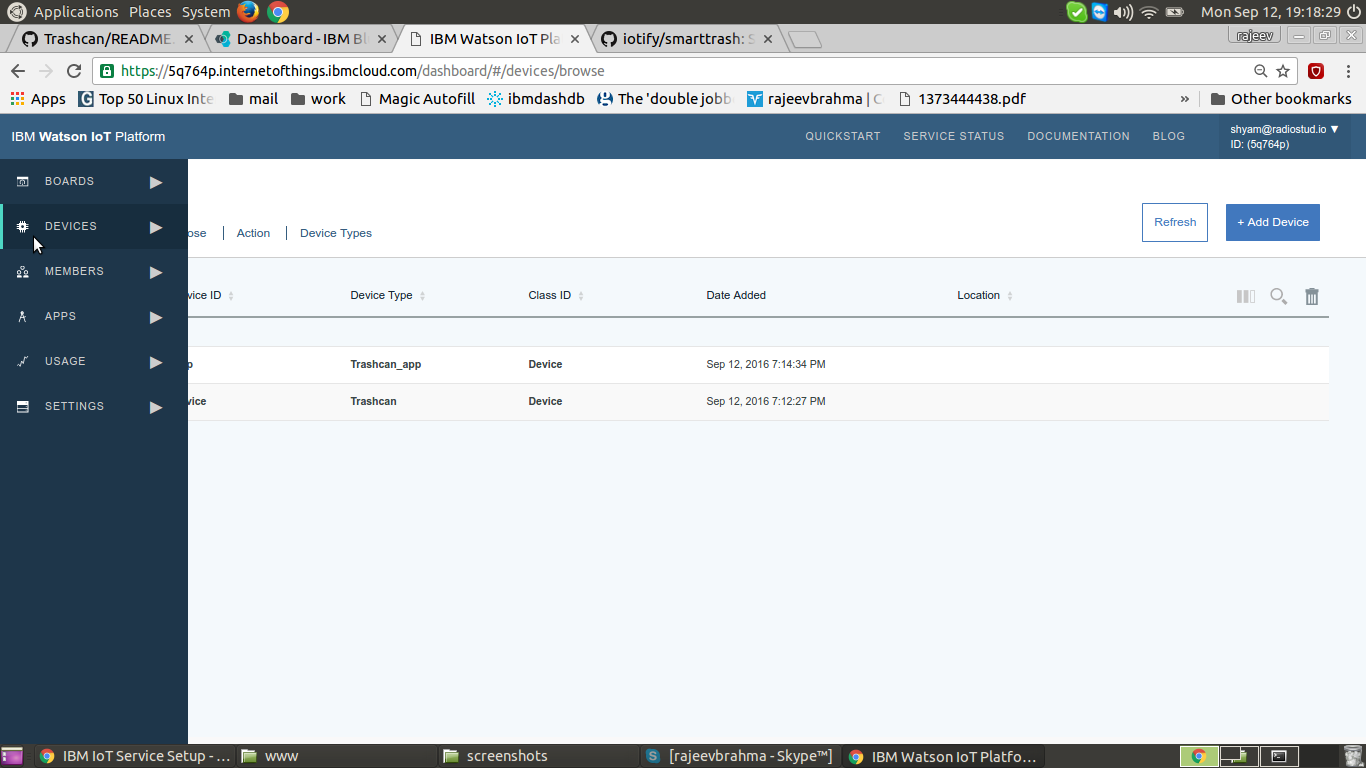 Applications Places System Mon Sep 12, 19:18:29
Trashcan/README. Dashboard - IBM Bl IBM Watson IoT Pla iotify/smarttrash: S rajeev
https://5q764p.internetofthings.ibmcloud.com/dashboard/#/devices/browse
Apps Top 50 Linux Inte mail work Magic Autofill ibmdashdb The 'double jobb rajeevbrahma | C 1373444438.pdf » Other bookmarks
IBM Watson IoT Platform QUICKSTART SERVICE STATUS DOCUMENTATION BLOG shyam@radiostud.io ▼
ID: (5q764p)
BOARDS
DEVICES
MEMBERS
APPS
USAGE
SETTINGS
ose | Action | Device Types Refresh + Add Device
vice ID Device Type Class ID Date Added Location
p Trashcan_app Device Sep 12, 2016 7:14:34 PM
vice Trashcan Device Sep 12, 2016 7:12:27 PM
IBM IoT Service Setup - ... www screenshots [rajeevbrahma - Skype™] IBM Watson IoT Platfo...